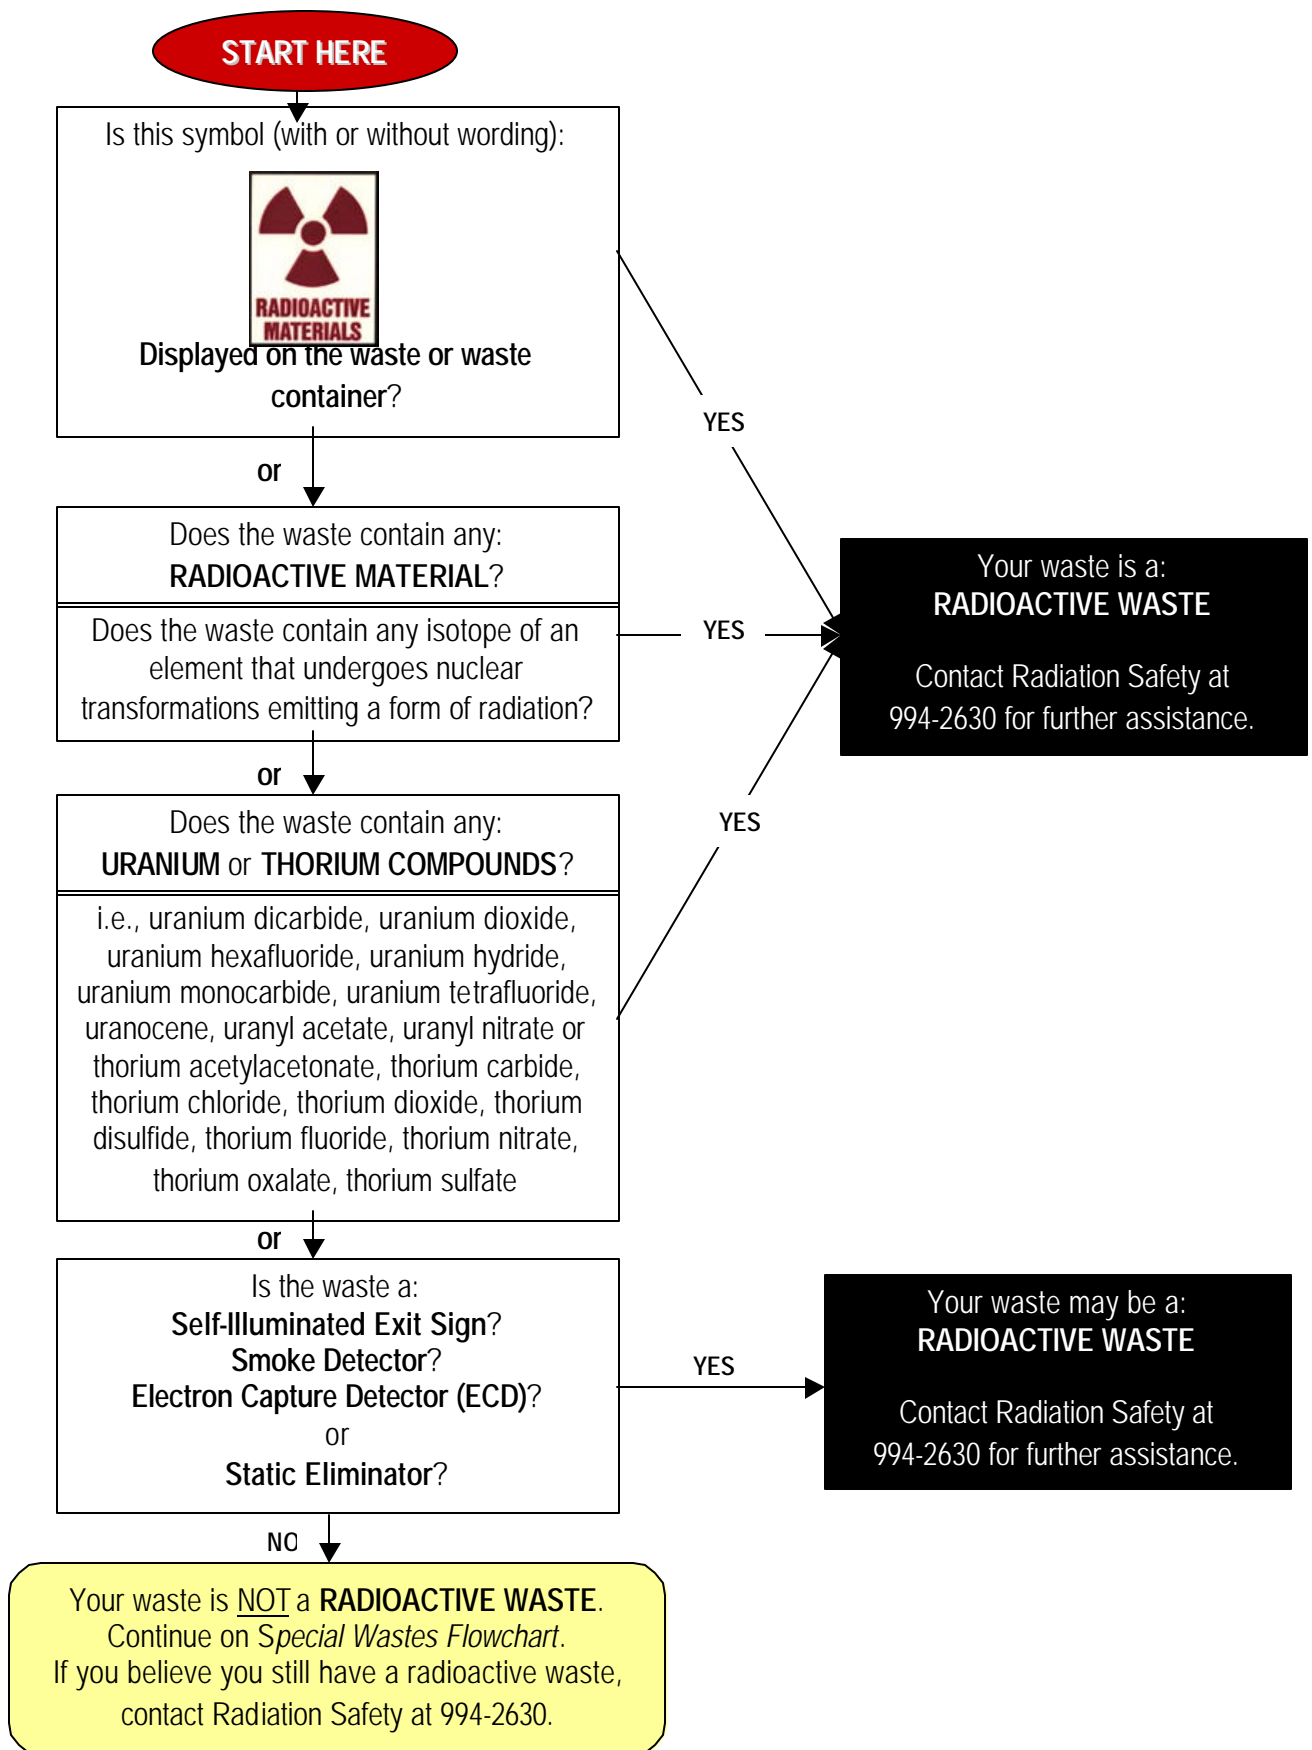 START HERE
Is this symbol (with or without wording):
RADIOACTIVE
MATERIALS
Displayed on the waste or waste
container?
YES
or
Does the waste contain any:
RADIOACTIVE MATERIAL?
Does the waste contain any isotope of an
element that undergoes nuclear
transformations emitting a form of radiation?
YES
Your waste is a:
RADIOACTIVE WASTE
Contact Radiation Safety at
994-2630 for further assistance.
or
Does the waste contain any:
URANIUM or THORIUM COMPOUNDS?
i.e., uranium dicarbide, uranium dioxide,
uranium hexafluoride, uranium hydride,
uranium monocarbide, uranium tetrafluoride,
uranocene, uranyl acetate, uranyl nitrate or
thorium acetylacetonate, thorium carbide,
thorium chloride, thorium dioxide, thorium
disulfide, thorium fluoride, thorium nitrate,
thorium oxalate, thorium sulfate
YES
or
Is the waste a:
Self-Illuminated Exit Sign?
Smoke Detector?
Electron Capture Detector (ECD)?
or
Static Eliminator?
YES
Your waste may be a:
RADIOACTIVE WASTE
Contact Radiation Safety at
994-2630 for further assistance.
NO
Your waste is NOT a RADIOACTIVE WASTE.
Continue on Special Wastes Flowchart.
If you believe you still have a radioactive waste,
contact Radiation Safety at 994-2630.